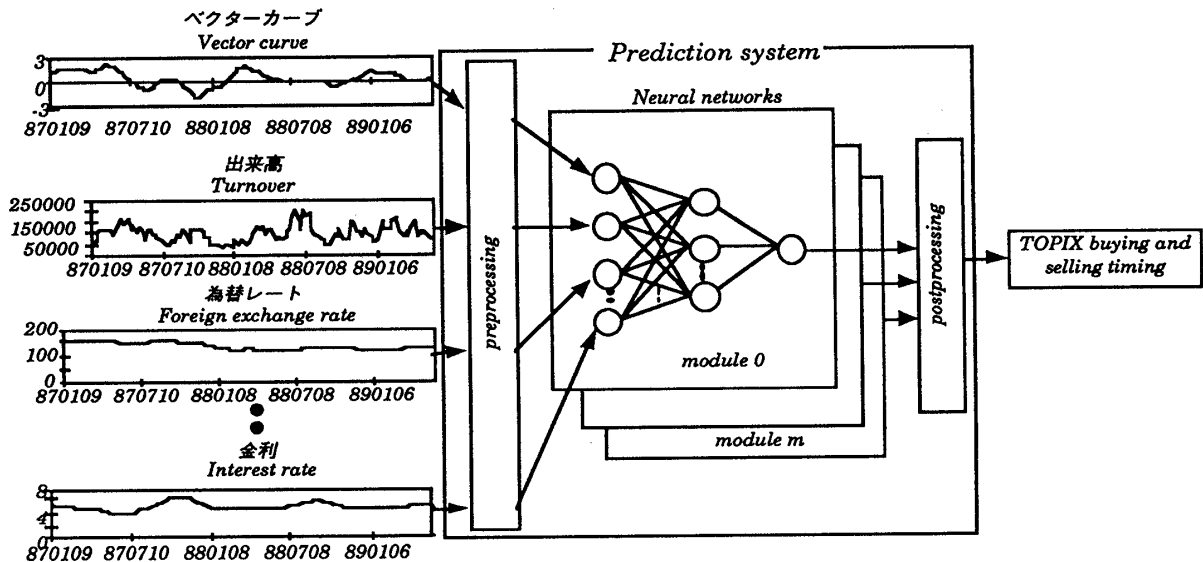 ベクターカーブ
Vector curve
3
0
-3
870109 870710 880108 880708 890106
出来高
Turnover
250000
150000
50000
870109 870710 880108 880708 890106
為替レート
Foreign exchange rate
200
100
0
870109 870710 880108 880708 890106
金利
Interest rate
8
4
0
870109 870710 880108 880708 890106
Prediction system
preprocessing
Neural networks
module 0
module m
postprocessing
TOPIX buying and
selling timing